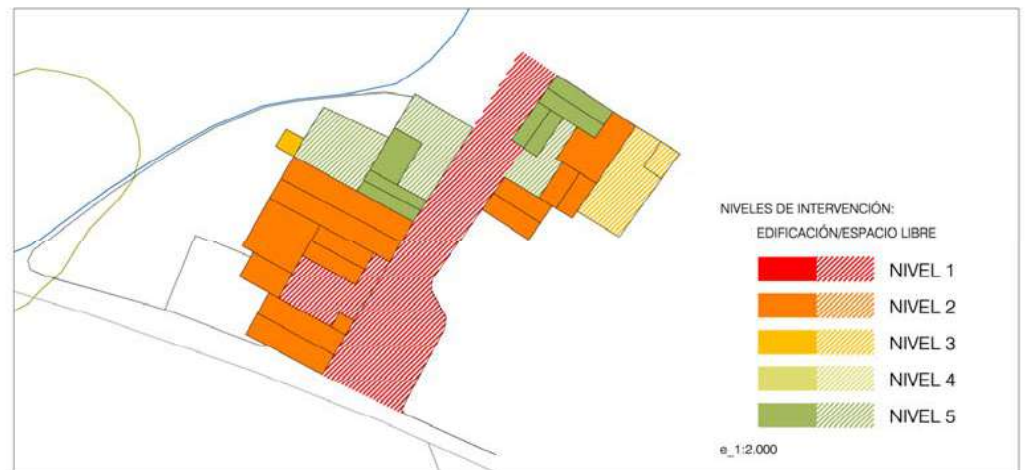 NIVELES DE INTERVENCIÓN:
EDIFICACIÓN/ESPACIO LIBRE
NIVEL 1
NIVEL 2
NIVEL 3
NIVEL 4
NIVEL 5
e_1:2.000